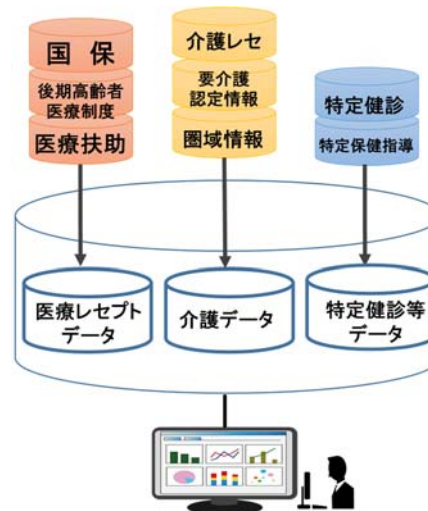 国保
後期高齢者
医療制度
医療扶助
介護レセ
要介護
認定情報
圏域情報
特定健診
特定保健指導
医療レセプト
データ
介護データ
特定健診等
データ